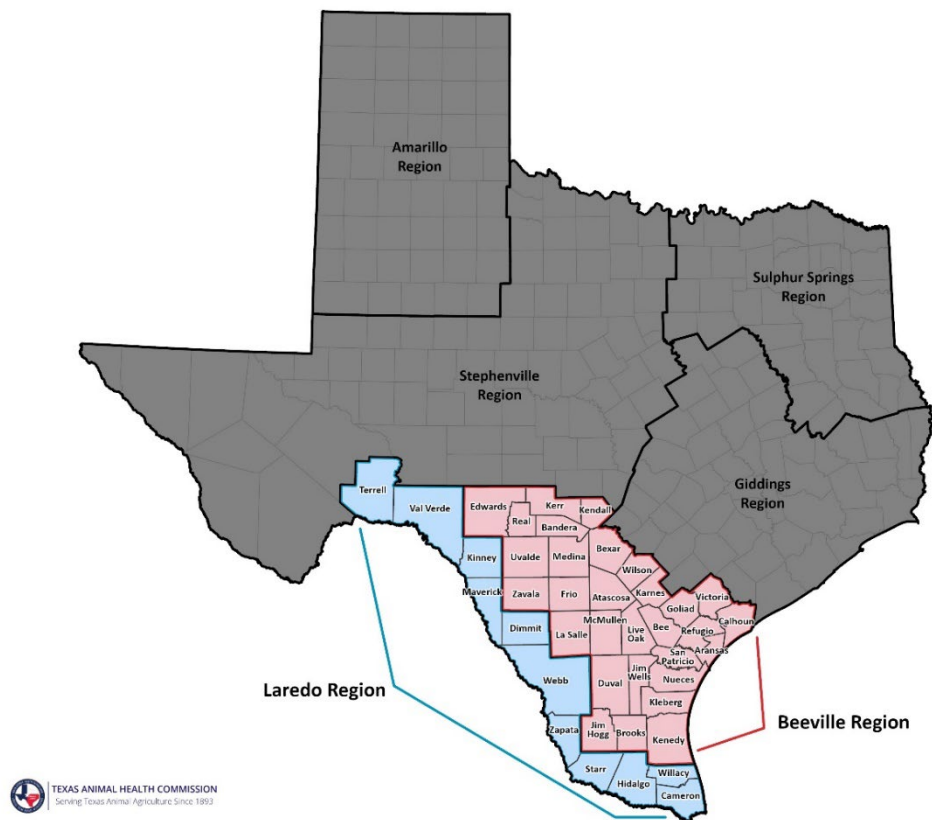 Amarillo
Region
Sulphur Springs
Region
Stephenville
Region
Giddings
Region
Terrell
Val Verde
Edwards
Kerr
Kendall
Real
Bandera
Kinney
Uvalde
Medina
Bexar
Wilson
Maverick
Zavala
Frio
Atascosa
Karnes
Goliad
Victoria
Calhoun
Dimmit
La Salle
McMullen
Live
Oak
Bee
Refugio
Aransas
San
Patricio
Webb
Duval
Jim
Wells
Nueces
Kleberg
Laredo Region
Beeville Region
Zapata
Jim
Hogg
Brooks
Kenedy
Starr
Hidalgo
Willacy
Cameron
TEXAS ANIMAL HEALTH COMMISSION
Serving Texas Animal Agriculture Since 1893